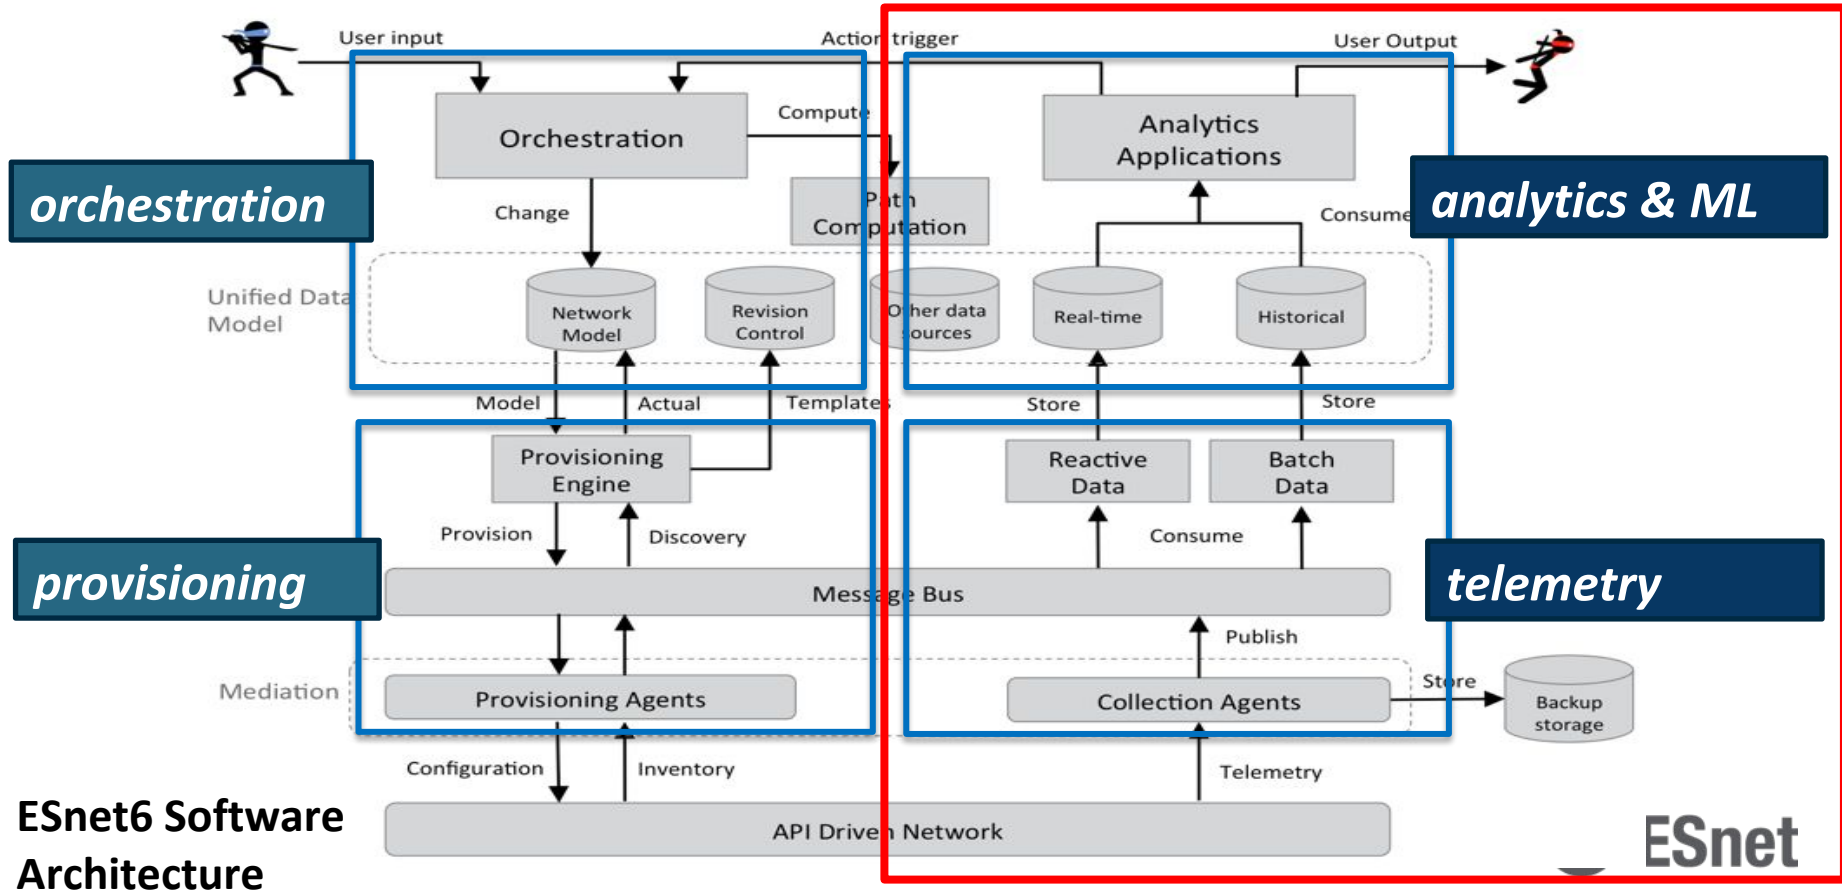 User input
Action trigger
User Output
Orchestration
Compute
Analytics
Applications
orchestration
analytics & ML
Change
Path
Computation
Consume
Unified Data
Model
Network
Model
Revision
Control
Other data
sources
Real-time
Historical
Model
Actual
Templates
Store
Store
Provisioning
Engine
Reactive
Data
Batch
Data
Provision
Discovery
Consume
provisioning
Message Bus
telemetry
Publish
Mediation
Provisioning Agents
Collection Agents
Store
Backup
storage
Configuration
Inventory
Telemetry
API Driven Network
ESnet6 Software
Architecture
ESnet